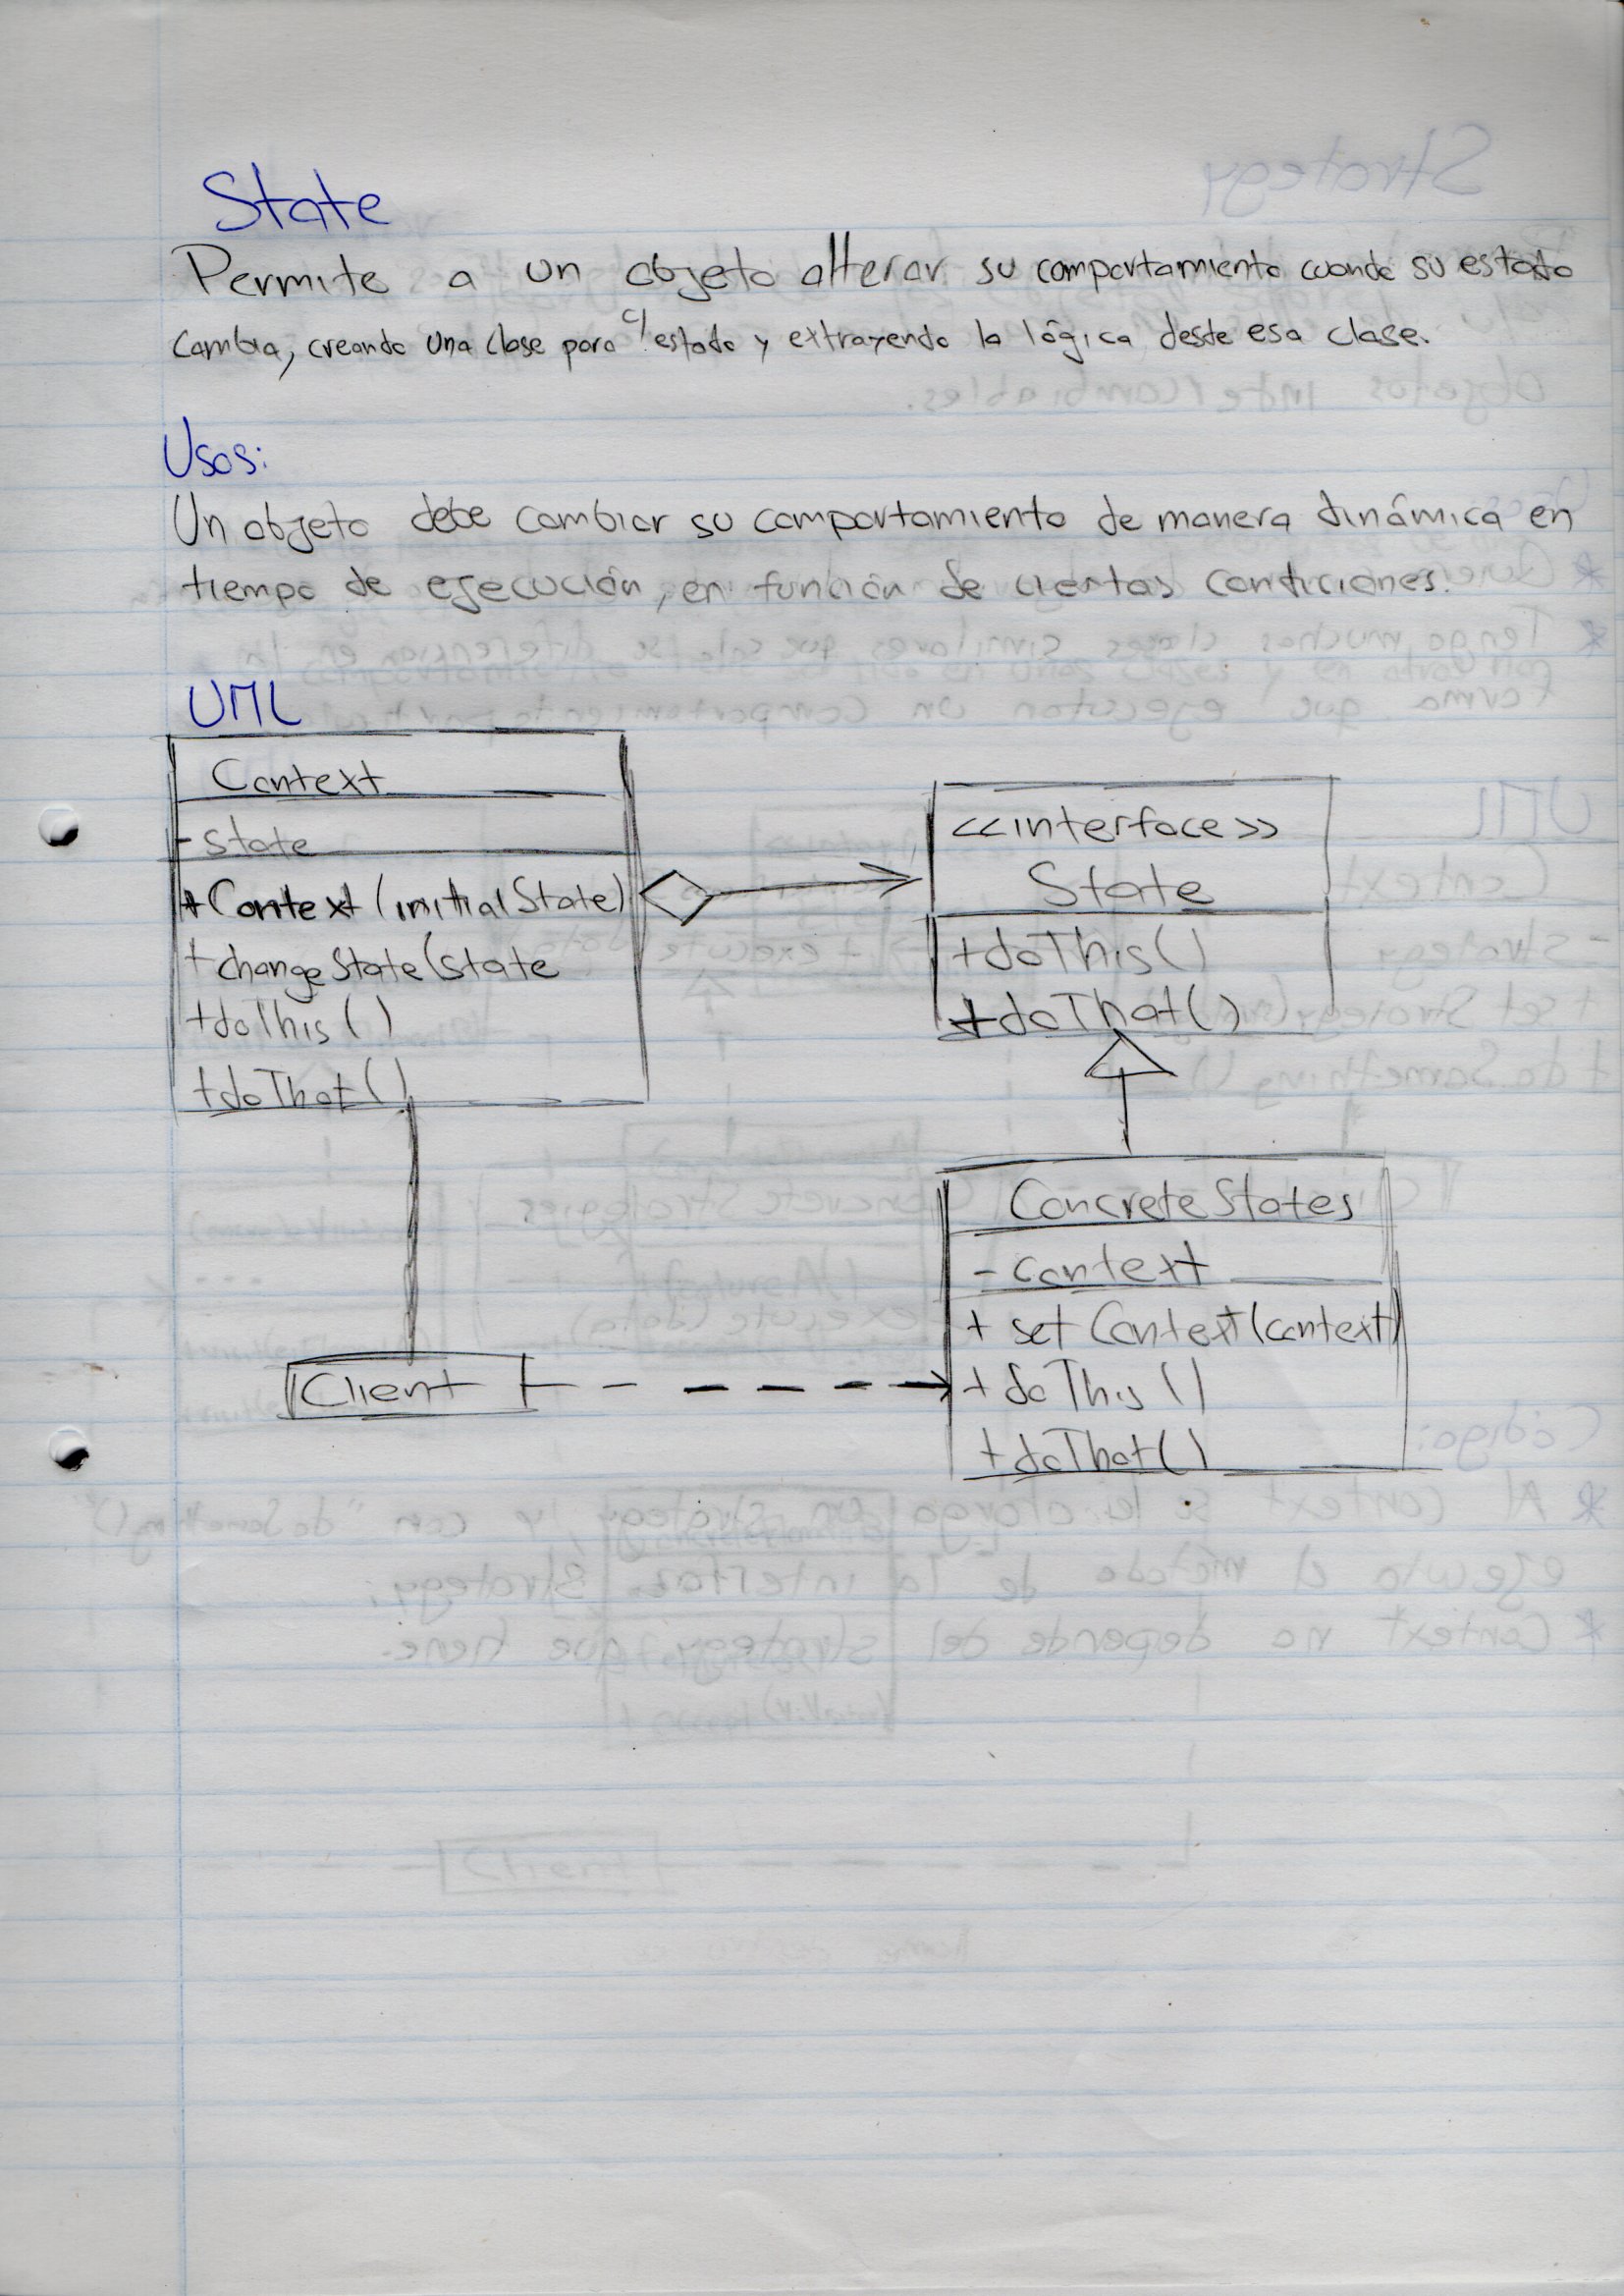 State
Permite a un objeto alterar su comportamiento cuando su estado
cambia, creando una clase para c/ estado y extrayendo la lógica desde esa clase.
Usos:
Un objeto debe cambiar su comportamiento de manera dinámica en
tiempo de ejecución, en función de ciertas condiciones.
UML
Context
- state
+ Context (initialState)
+ changeState(state
+doThis()
+doThat()
<<interface>>
State
+doThis()
+doThat()
ConcreteStates
- context
+ setContext(context)
+ doThis()
+doThat()
Client